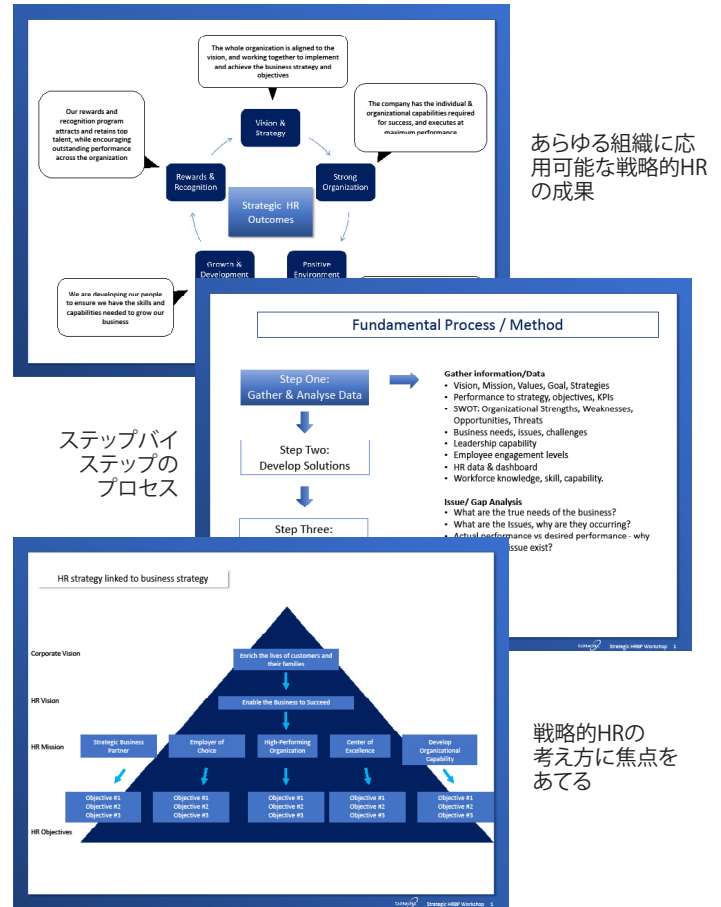 The whole organization is aligned to the
vision, and working together to implement
and achieve the business strategy and
objectives
Our rewards and
recognition program
attracts and retains top
talent, while encouraging
outstanding performance
across the organization
The company has the individual &
organizational capabilities required
for success, and executes at
maximum performance
Vision &
Strategy
Rewards &
Recognition
Strong
Organization
Strategic HR
Outcomes
Growth &
Development
Positive
Environment
We are developing our people
to ensure we have the skills and
capabilities needed to grow our
business
あらゆる組織に応
用可能な戦略的HR
の成果
Fundamental Process / Method
Step One:
Gather & Analyse Data
Step Two:
Develop Solutions
Step Three:
Gather information/Data
• Vision, Mission, Values, Goal, Strategies
• Performance to strategy, objectives, KPIs
• SWOT: Organizational Strengths, Weaknesses,
Opportunities, Threats
• Business needs, issues, challenges
• Leadership capability
• Employee engagement levels
• HR data & dashboard
• Workforce knowledge, skill, capability.
Issue/ Gap Analysis
• What are the true needs of the business?
• What are the Issues, why are they occurring?
• Actual performance vs desired performance - why
issue exist?
Strategic HRBP Workshop 1
ステップバイ
ステップの
プロセス
HR strategy linked to business strategy
Corporate Vision
Enrich the lives of customers and
their families
HR Vision
Enable the Business to Succeed
HR Mission
Strategic Business
Partner
Employer of
Choice
High-Performing
Organization
Center of
Excellence
Develop
Organizational
Capability
Objective #1
Objective #2
Objective #3
Objective #1
Objective #2
Objective #3
Objective #1
Objective #2
Objective #3
Objective #1
Objective #2
Objective #3
Objective #1
Objective #2
Objective #3
HR Objectives
Strategic HRBP Workshop 1
戦略的HRの
考え方に焦点を
あてる